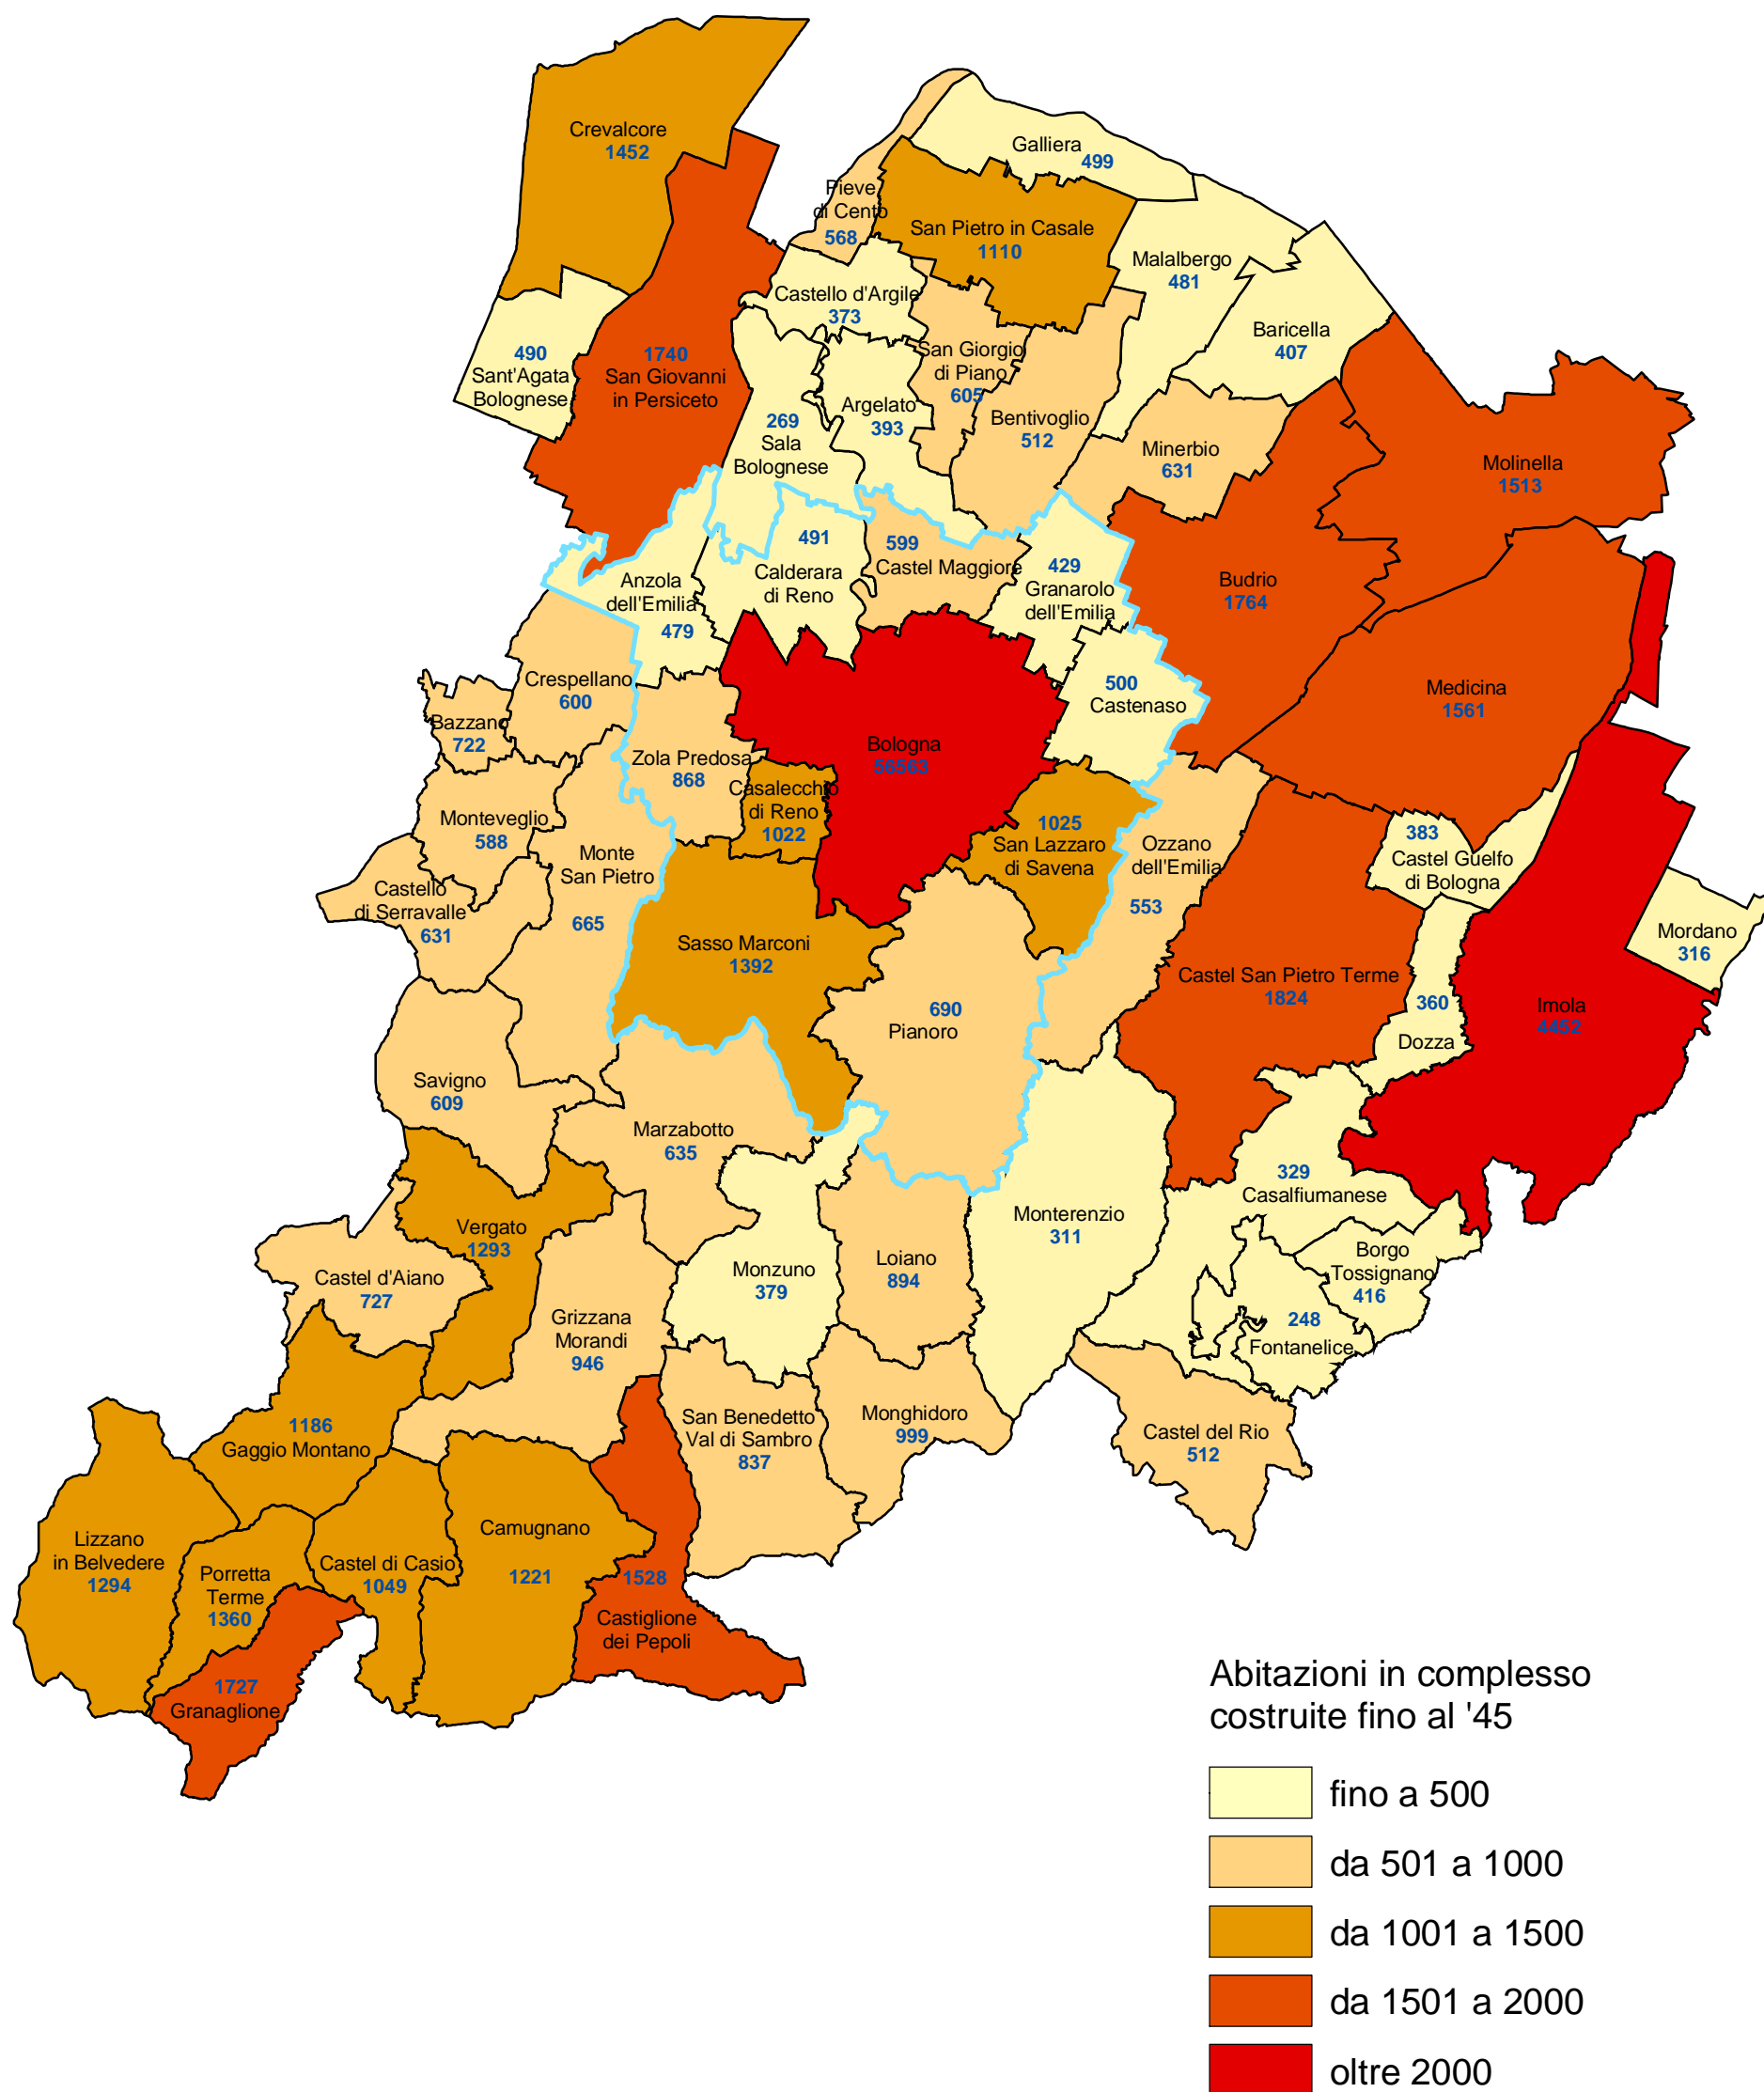 Crevalcore
1452
Galliera
499
Pieve
di Cento
568
San Pietro in Casale
1110
Malalbergo
481
Castello d'Argile
373
Baricella
407
490
Sant'Agata
Bolognese
1740
San Giovanni
in Persiceto
San Giorgio
di Piano
605
269
Sala
Bolognese
Argelato
393
Bentivoglio
512
Minerbio
631
Molinella
1513
491
Calderara
di Reno
599
Castel Maggiore
429
Granarolo
dell'Emilia
Anzola
dell'Emilia
479
Budrio
1764
Crespellano
600
500
Castenaso
Medicina
1561
Bazzano
722
Zola Predosa
868
Bologna
56563
Casalecchio
di Reno
1022
Monteveglio
588
1025
San Lazzaro
di Savena
Ozzano
dell'Emilia
553
383
Castel Guelfo
di Bologna
Monte
San Pietro
665
Castello
di Serravalle
631
Sasso Marconi
1392
Mordano
316
Castel San Pietro Terme
1824
690
Pianoro
360
Dozza
Imola
4452
Savigno
609
Marzabotto
635
329
Casalfiumanese
Vergato
1293
Monterenzio
311
Castel d'Aiano
727
Monzuno
379
Loiano
894
Borgo
Tossignano
416
Grizzana
Morandi
946
248
Fontanelice
1186
Gaggio Montano
San Benedetto
Val di Sambro
837
Monghidoro
999
Castel del Rio
512
Lizzano
in Belvedere
1294
Porretta
Terme
1360
Castel di Casio
1049
Camugnano
1221
1528
Castiglione
dei Pepoli
1727
Granaglione
Abitazioni in complesso
costruite fino al '45
fino a 500
da 501 a 1000
da 1001 a 1500
da 1501 a 2000
oltre 2000